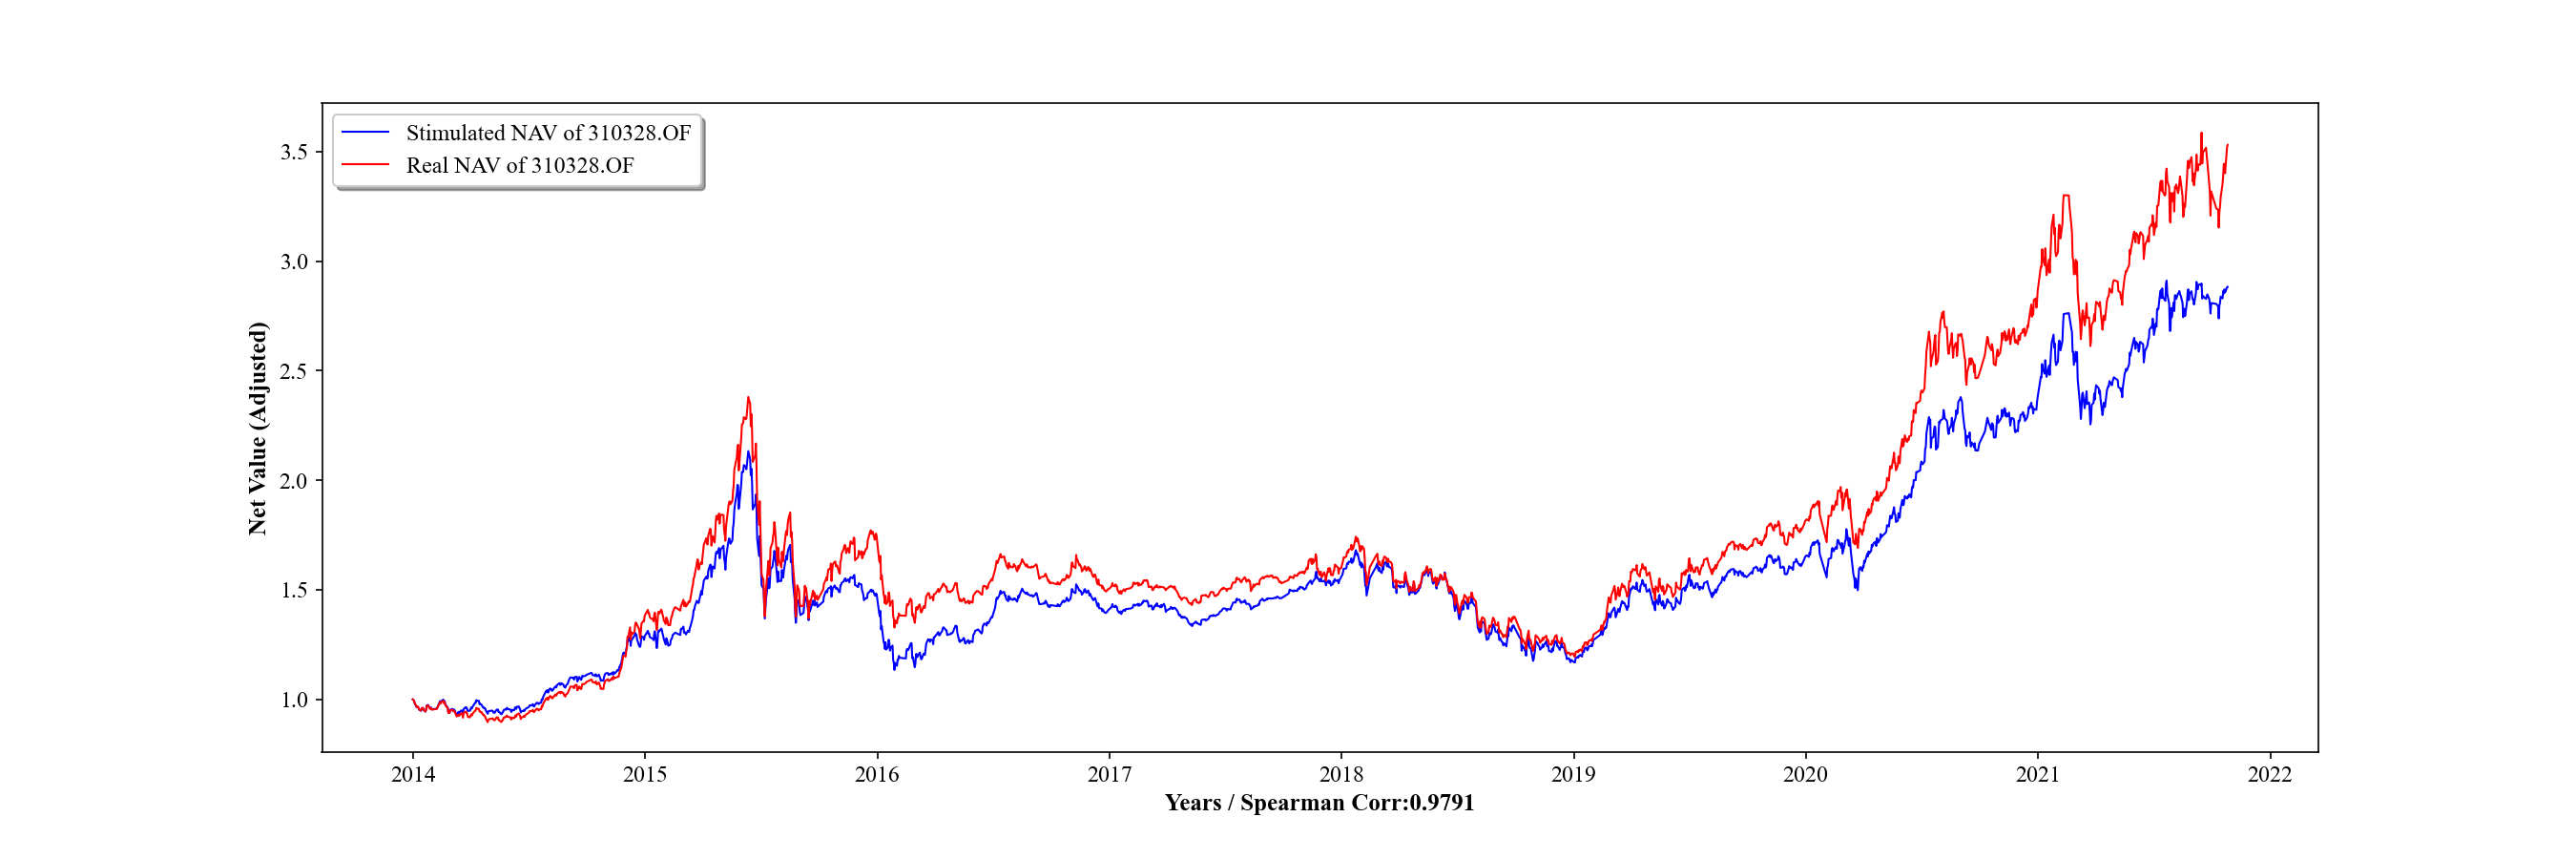 Stimulated NAV of 310328.OF
Real NAV of 310328.OF
Net Value (Adjusted)
3.5
3.0
2.5
2.0
1.5
1.0
2014 2015 2016 2017 2018 2019 2020 2021 2022
Years / Spearman Corr:0.9791